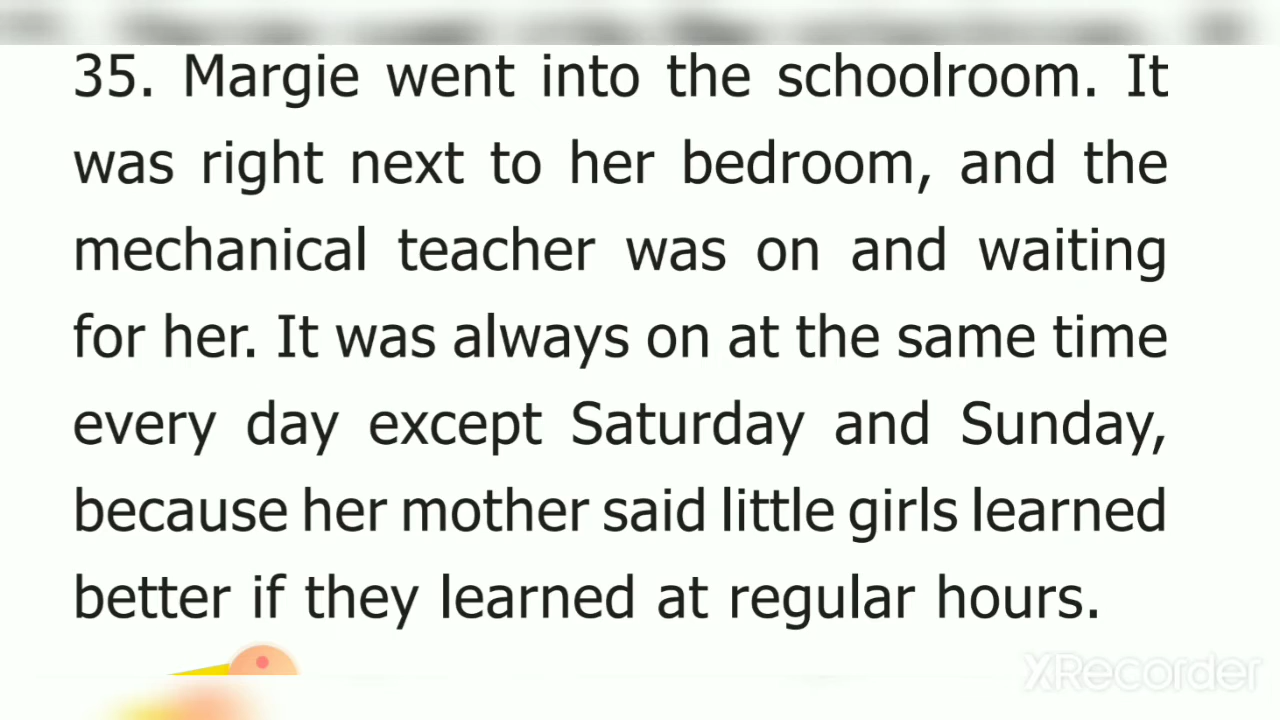 35. Margie went into the schoolroom. It
was right next to her bedroom, and the
mechanical teacher was on and waiting
for her. It was always on at the same time
every day except Saturday and Sunday,
because her mother said little girls learned
better if they learned at regular hours.
XRecorder